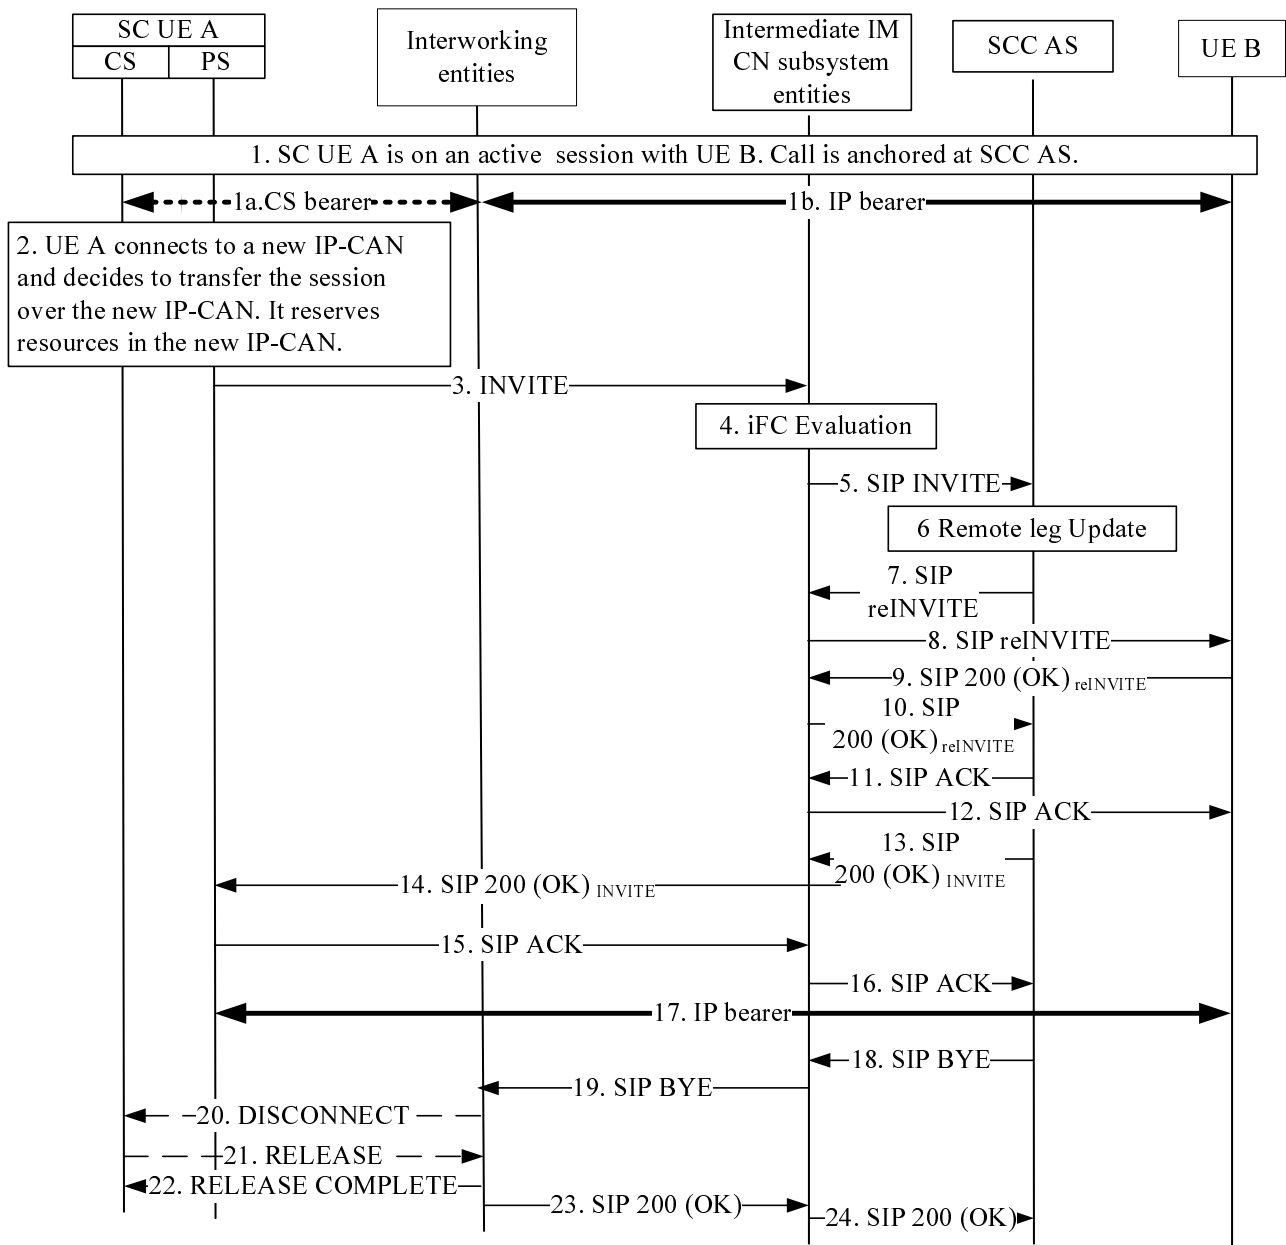 SC UE A
CS
PS
Interworking
entities
Intermediate IM
CN subsystem
entities
SCC AS
UE B
1. SC UE A is on an active session with UE B. Call is anchored at SCC AS.
1a.CS bearer
1b. IP bearer
2. UE A connects to a new IP-CAN
and decides to transfer the session
over the new IP-CAN. It reserves
resources in the new IP-CAN.
3. INVITE
4. iFC Evaluation
5. SIP INVITE
6 Remote leg Update
7. SIP
reINVITE
8. SIP reINVITE
9. SIP 200 (OK) reINVITE
10. SIP
200 (OK) reINVITE
11. SIP ACK
12. SIP ACK
13. SIP
200 (OK) INVITE
14. SIP 200 (OK) INVITE
15. SIP ACK
16. SIP ACK
17. IP bearer
18. SIP BYE
19. SIP BYE
20. DISCONNECT
21. RELEASE
22. RELEASE COMPLETE
23. SIP 200 (OK)
24. SIP 200 (OK)